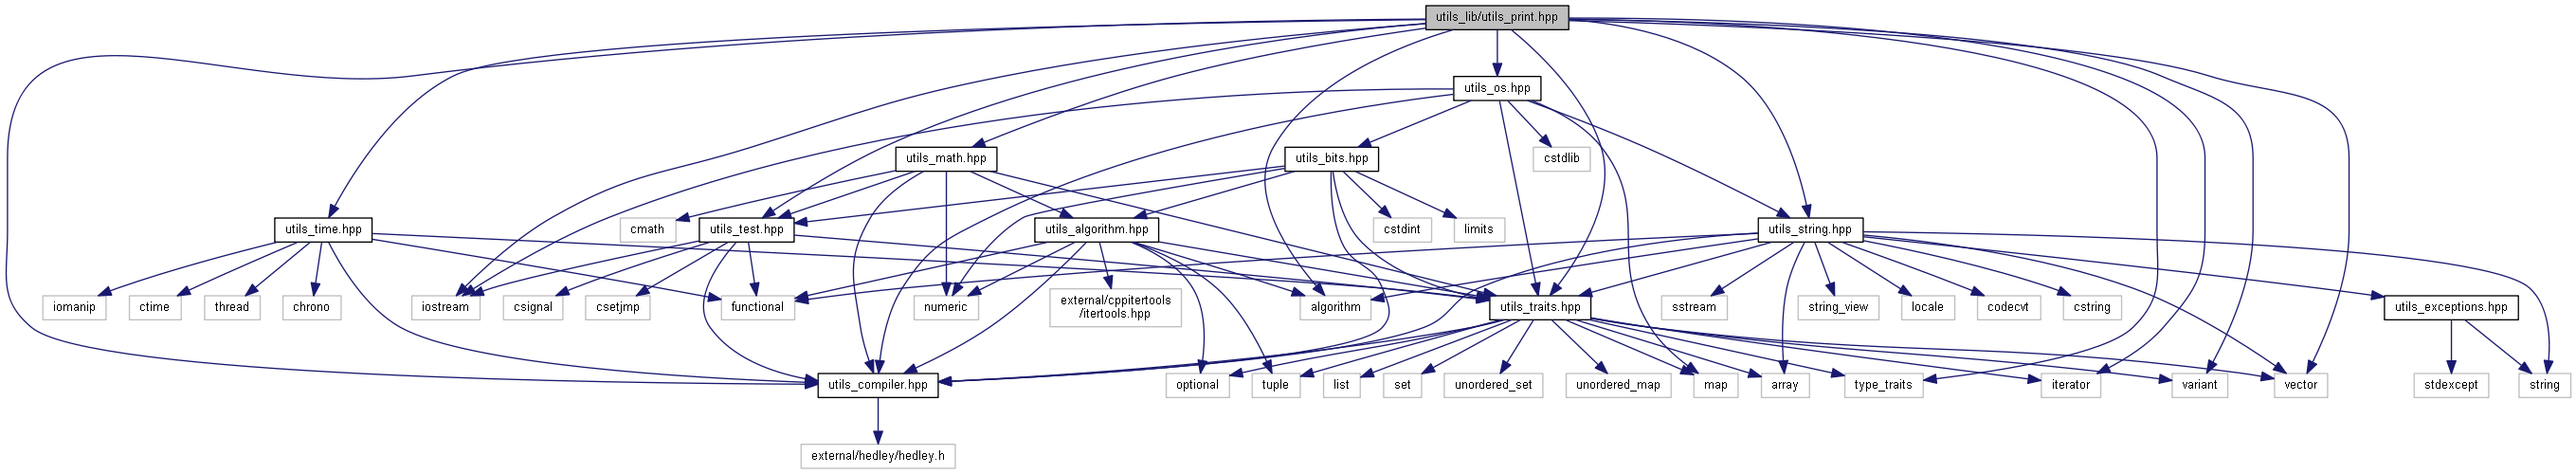 utils_lib/utils_print.hpp
utils_os.hpp
utils_math.hpp
utils_bits.hpp
cstdlib
utils_time.hpp
cmath
utils_test.hpp
utils_algorithm.hpp
cstdint
limits
utils_string.hpp
iomanip
ctime
thread
chrono
iostream
csignal
csetjmp
functional
numeric
external/cppitertools
/itertools.hpp
algorithm
utils_traits.hpp
sstream
string_view
locale
codecvt
cstring
utils_exceptions.hpp
utils_compiler.hpp
optional
tuple
list
set
unordered_set
unordered_map
map
array
type_traits
iterator
variant
vector
stdexcept
string
external/hedley/hedley.h